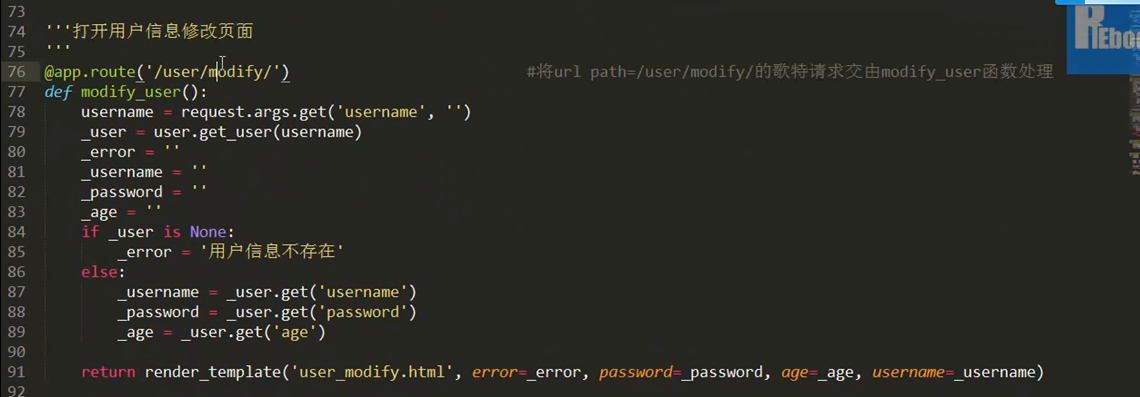 73
74 '''打开用户信息修改页面
75 '''
76 @app.route('/user/modify/') #将url path=/user/modify/的歌特请求交由modify_user函数处理
77 def modify_user():
78     username = request.args.get('username', '')
79     _user = user.get_user(username)
80     _error = ''
81     _username = ''
82     _password = ''
83     _age = ''
84     if _user is None:
85         _error = '用户信息不存在'
86     else:
87         _username = _user.get('username')
88         _password = _user.get('password')
89         _age = _user.get('age')
90
91     return render_template('user_modify.html', error=_error, password=_password, age=_age, username=_username)
92